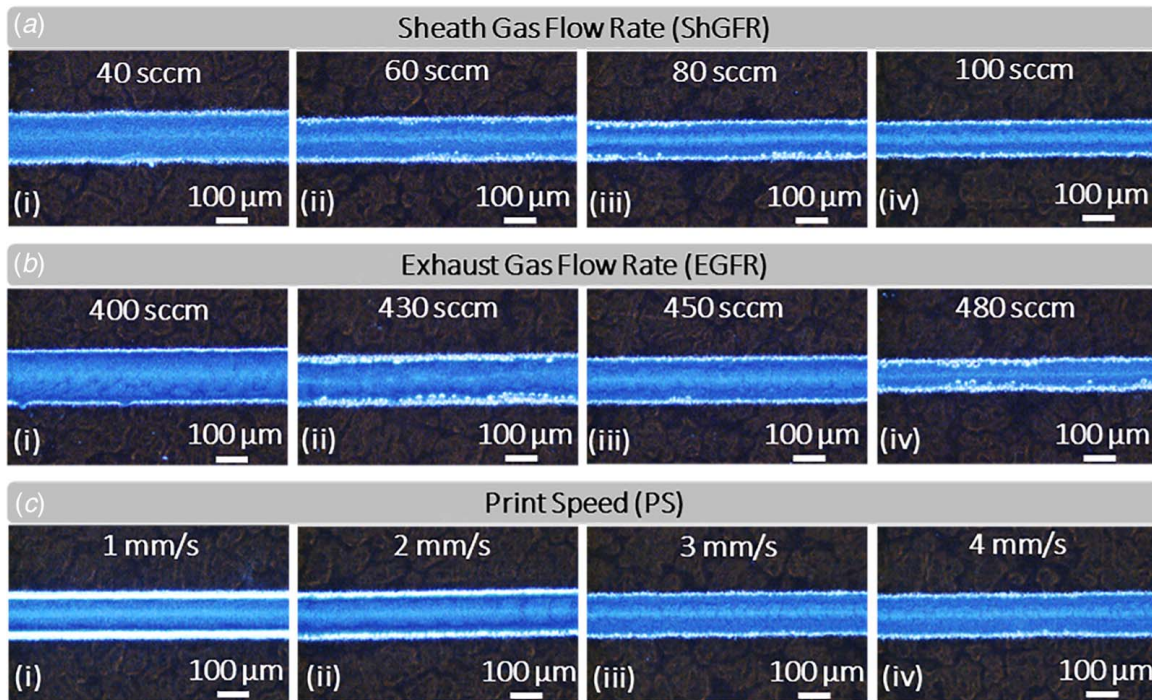 (a) Sheath Gas Flow Rate (ShGFR)
40 sccm 60 sccm 80 sccm 100 sccm
100 µm 100 µm 100 µm 100 µm
(i) (ii) (iii) (iv)
(b) Exhaust Gas Flow Rate (EGFR)
400 sccm 430 sccm 450 sccm 480 sccm
100 µm 100 µm 100 µm 100 µm
(i) (ii) (iii) (iv)
(c) Print Speed (PS)
1 mm/s 2 mm/s 3 mm/s 4 mm/s
100 µm 100 µm 100 µm 100 µm
(i) (ii) (iii) (iv)